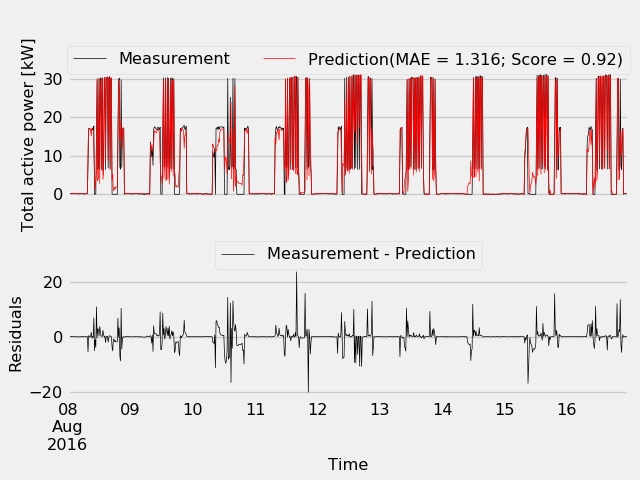 Measurement
Prediction(MAE = 1.316; Score = 0.92)
Total active power [kW]
30
20
10
0
Measurement - Prediction
Residuals
20
0
−20
08 09 10 11 12 13 14 15 16
Aug
2016
Time